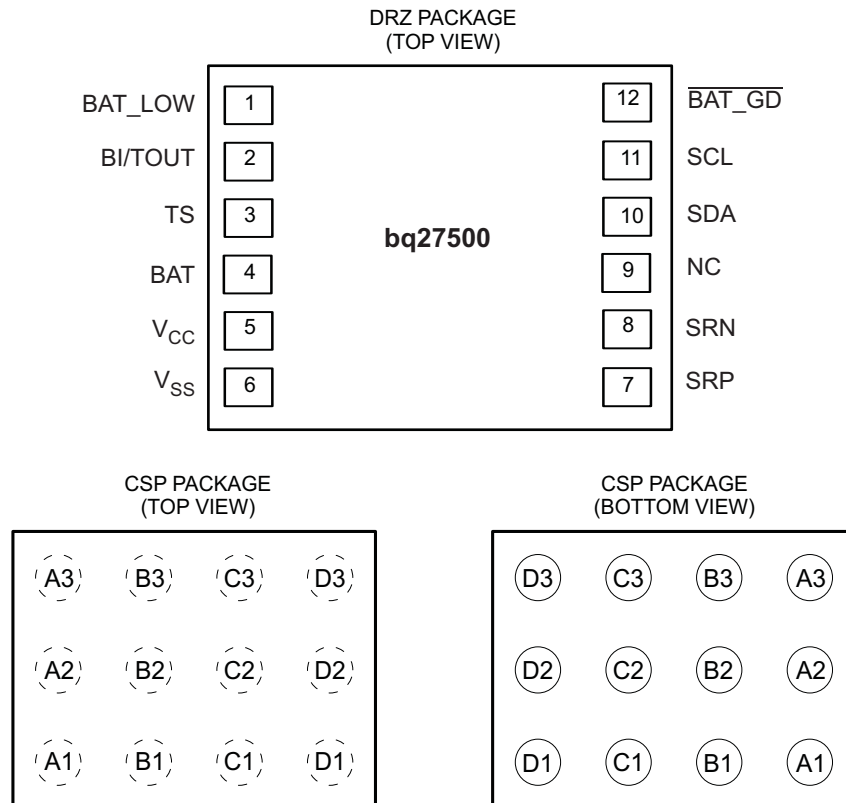 DRZ PACKAGE
(TOP VIEW)
BAT_LOW 1 12 B̅A̅T̅_̅G̅D̅
BI/TOUT 2 11 SCL
TS 3 10 SDA
bq27500
BAT 4 9 NC
VCC 5 8 SRN
VSS 6 7 SRP
CSP PACKAGE
(TOP VIEW)
A3 B3 C3 D3
A2 B2 C2 D2
A1 B1 C1 D1
CSP PACKAGE
(BOTTOM VIEW)
D3 C3 B3 A3
D2 C2 B2 A2
D1 C1 B1 A1